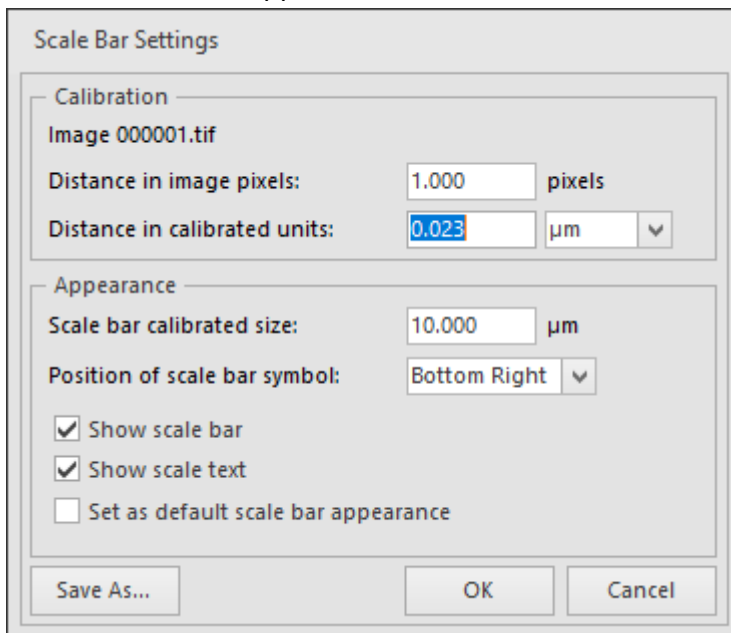 Scale Bar Settings
Calibration
Image 000001.tif
Distance in image pixels: 1.000 pixels
Distance in calibrated units: 0.023 µm
Appearance
Scale bar calibrated size: 10.000 µm
Position of scale bar symbol: Bottom Right
Show scale bar
Show scale text
Set as default scale bar appearance
Save As... OK Cancel